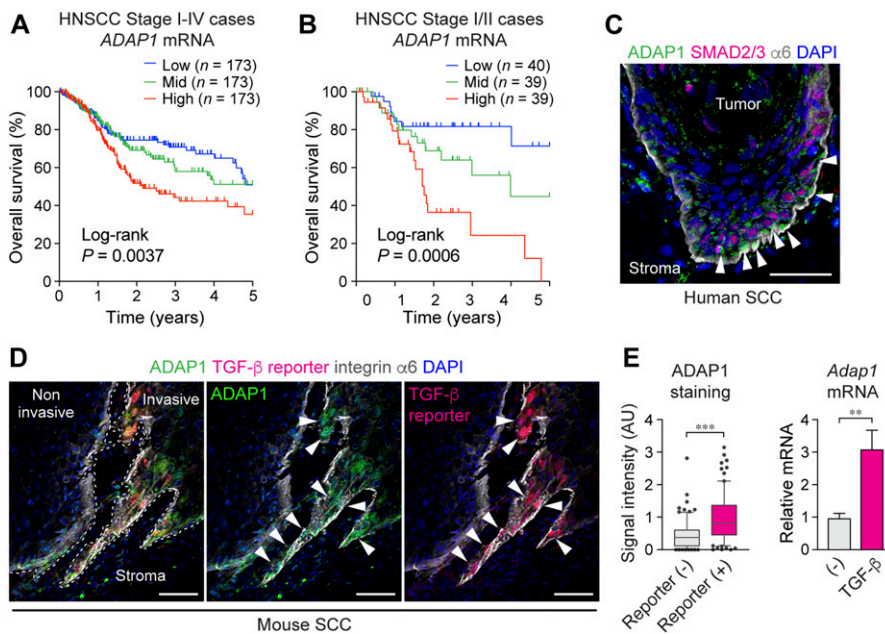 A
HNSCC Stage I-IV cases
ADAP1 mRNA
Low (n = 173)
Mid (n = 173)
High (n = 173)
Overall survival (%)
100
80
60
40
20
0
Log-rank
P = 0.0037
0 1 2 3 4 5
Time (years)
B
HNSCC Stage I/II cases
ADAP1 mRNA
Low (n = 40)
Mid (n = 39)
High (n = 39)
Overall survival (%)
100
80
60
40
20
0
Log-rank
P = 0.0006
0 1 2 3 4 5
Time (years)
C
ADAP1 SMAD2/3 α6 DAPI
Tumor
Stroma
Human SCC
D
ADAP1 TGF-β reporter integrin α6 DAPI
Non
invasive
Invasive
Stroma
ADAP1
TGF-β
reporter
Mouse SCC
E
ADAP1
staining
Signal intensity (AU)
4
3
2
1
0
***
Reporter (-)
Reporter (+)
Adap1
mRNA
Relative mRNA
4
3
2
1
0
**
(-)
TGF-β